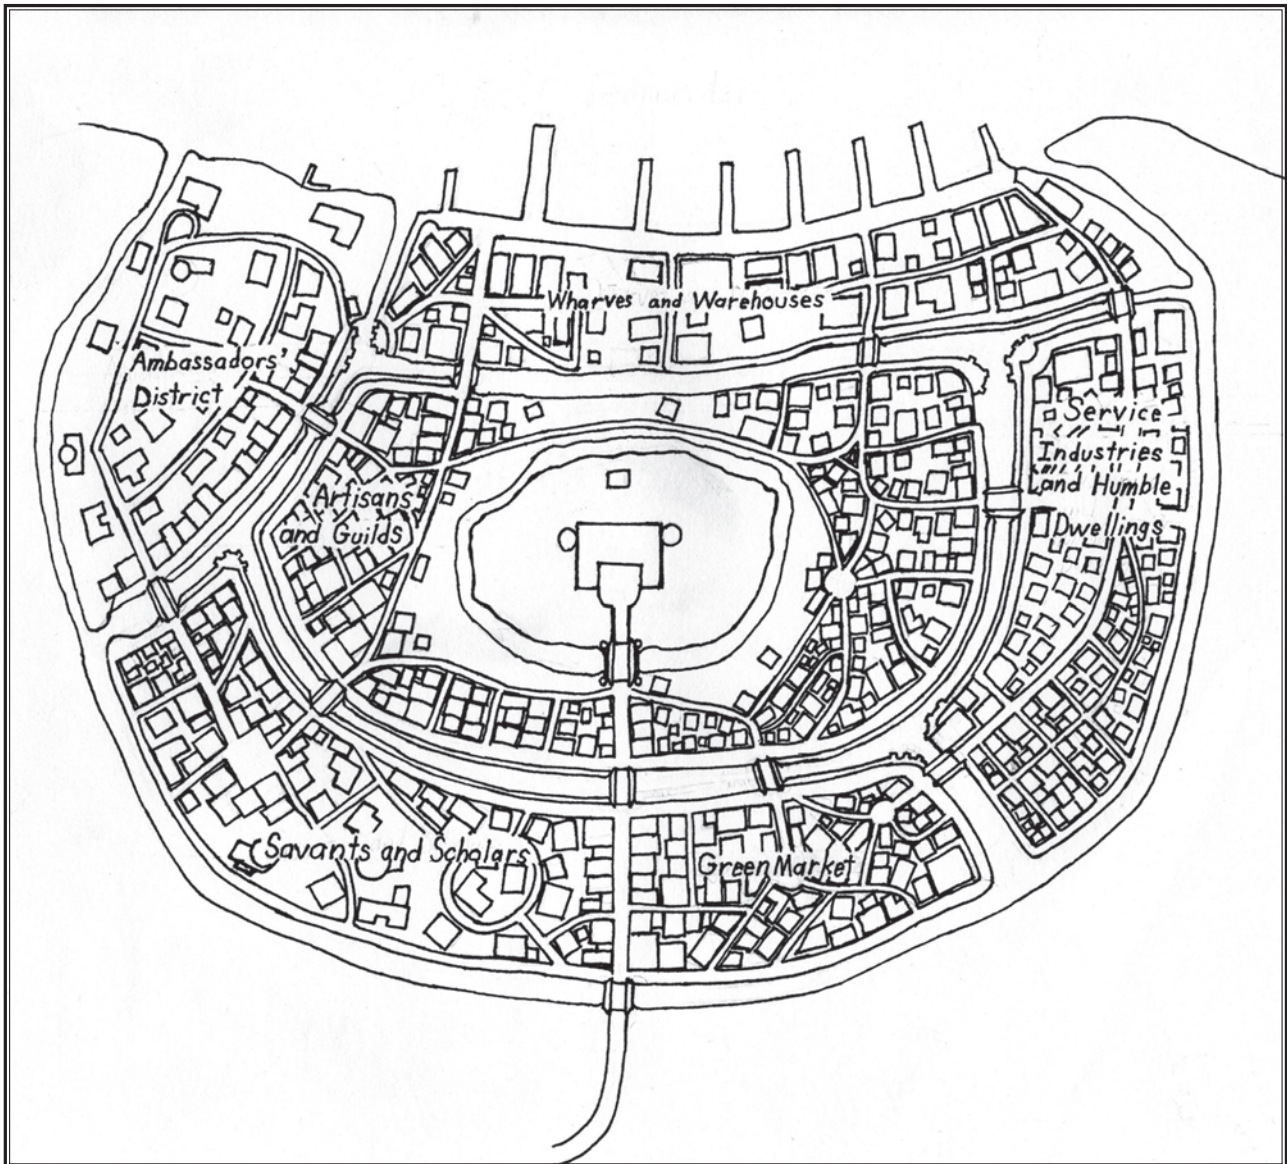 Wharves and Warehouses
Ambassadors'
District
Service
Industries
and Humble
Dwellings
Artisans
and Guilds
Savants and Scholars
Green Market